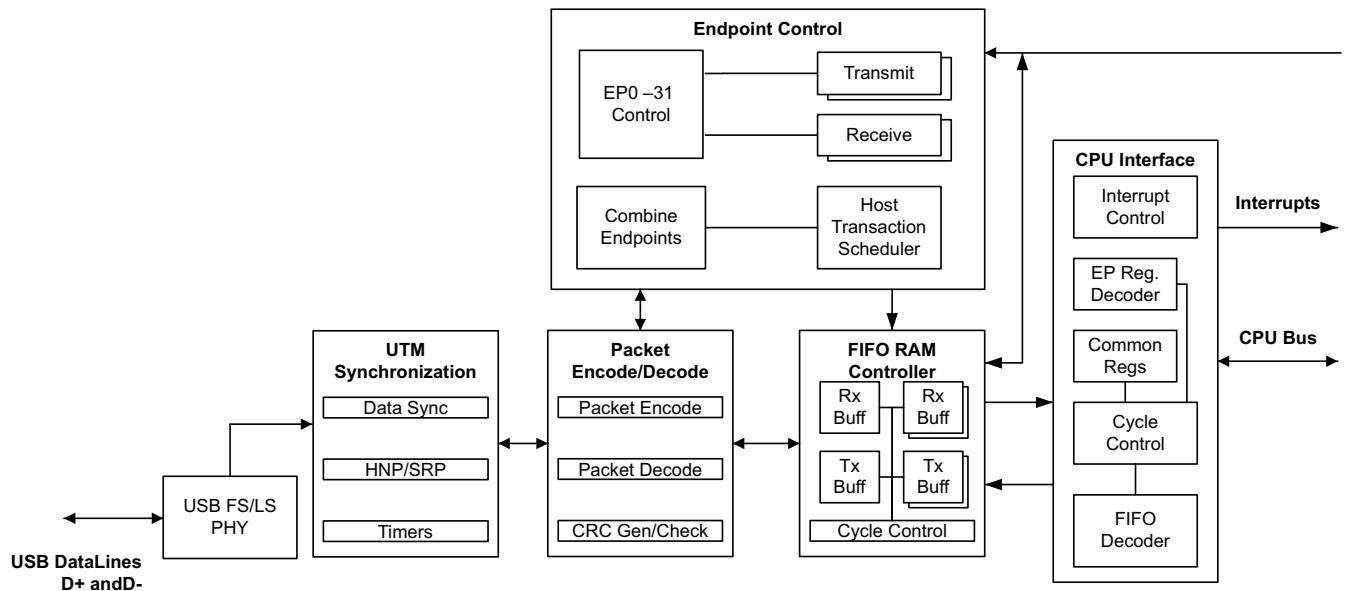 Endpoint Control
EP0 –31
Control
Transmit
Receive
Combine
Endpoints
Host
Transaction
Scheduler
CPU Interface
Interrupt
Control
Interrupts
EP Reg.
Decoder
Common
Regs
CPU Bus
Cycle
Control
FIFO
Decoder
UTM
Synchronization
Data Sync
HNP/SRP
Timers
Packet
Encode/Decode
Packet Encode
Packet Decode
CRC Gen/Check
FIFO RAM
Controller
Rx
Buff
Rx
Buff
Tx
Buff
Tx
Buff
Cycle Control
USB FS/LS
PHY
USB DataLines
D+ andD-